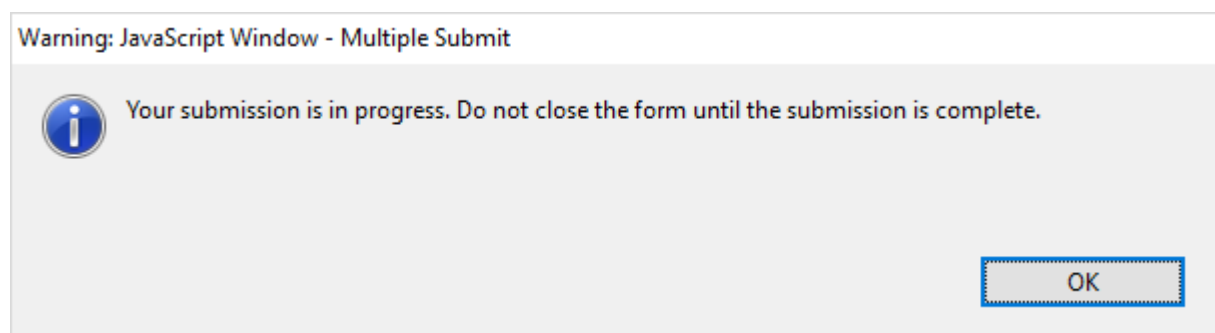 Warning: JavaScript Window - Multiple Submit
Your submission is in progress. Do not close the form until the submission is complete.
OK